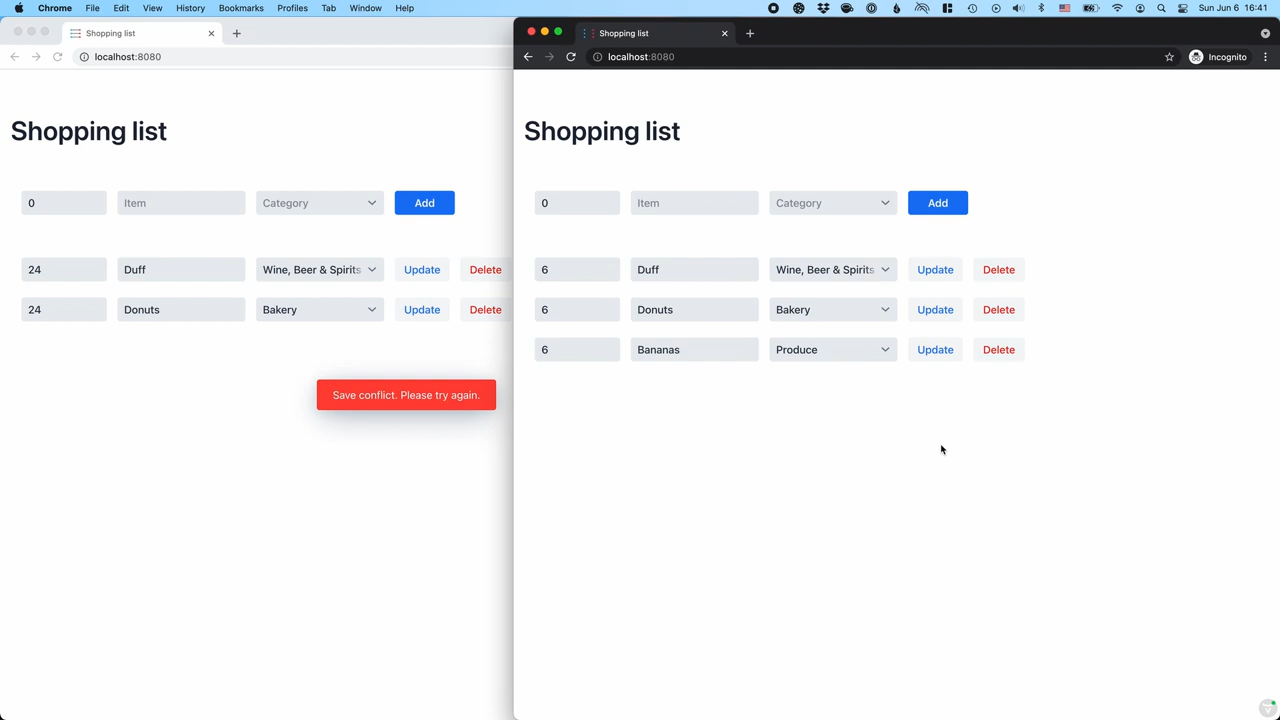 Chrome File Edit View History Bookmarks Profiles Tab Window Help Sun Jun 6 16:41
Shopping list
localhost:8080
Shopping list
0 Item Category Add
24 Duff Wine, Beer & Spirits Update Delete
24 Donuts Bakery Update Delete
Save conflict. Please try again.
Shopping list
localhost:8080 Incognito
Shopping list
0 Item Category Add
6 Duff Wine, Beer & Spirits Update Delete
6 Donuts Bakery Update Delete
6 Bananas Produce Update Delete